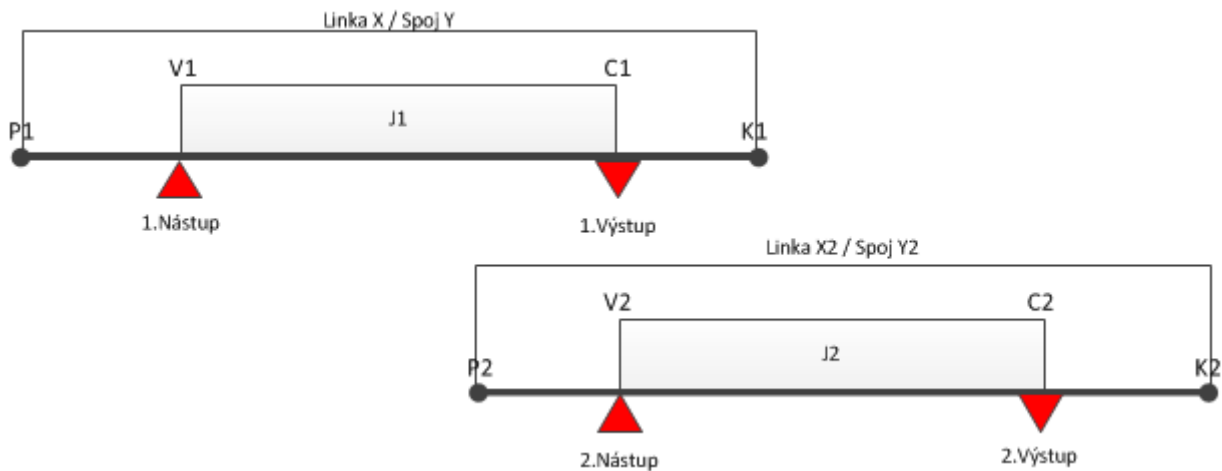 Linka X / Spoj Y
V1
C1
J1
P1
K1
1.Nástup
1.Výstup
Linka X2 / Spoj Y2
V2
C2
J2
P2
K2
2.Nástup
2.Výstup